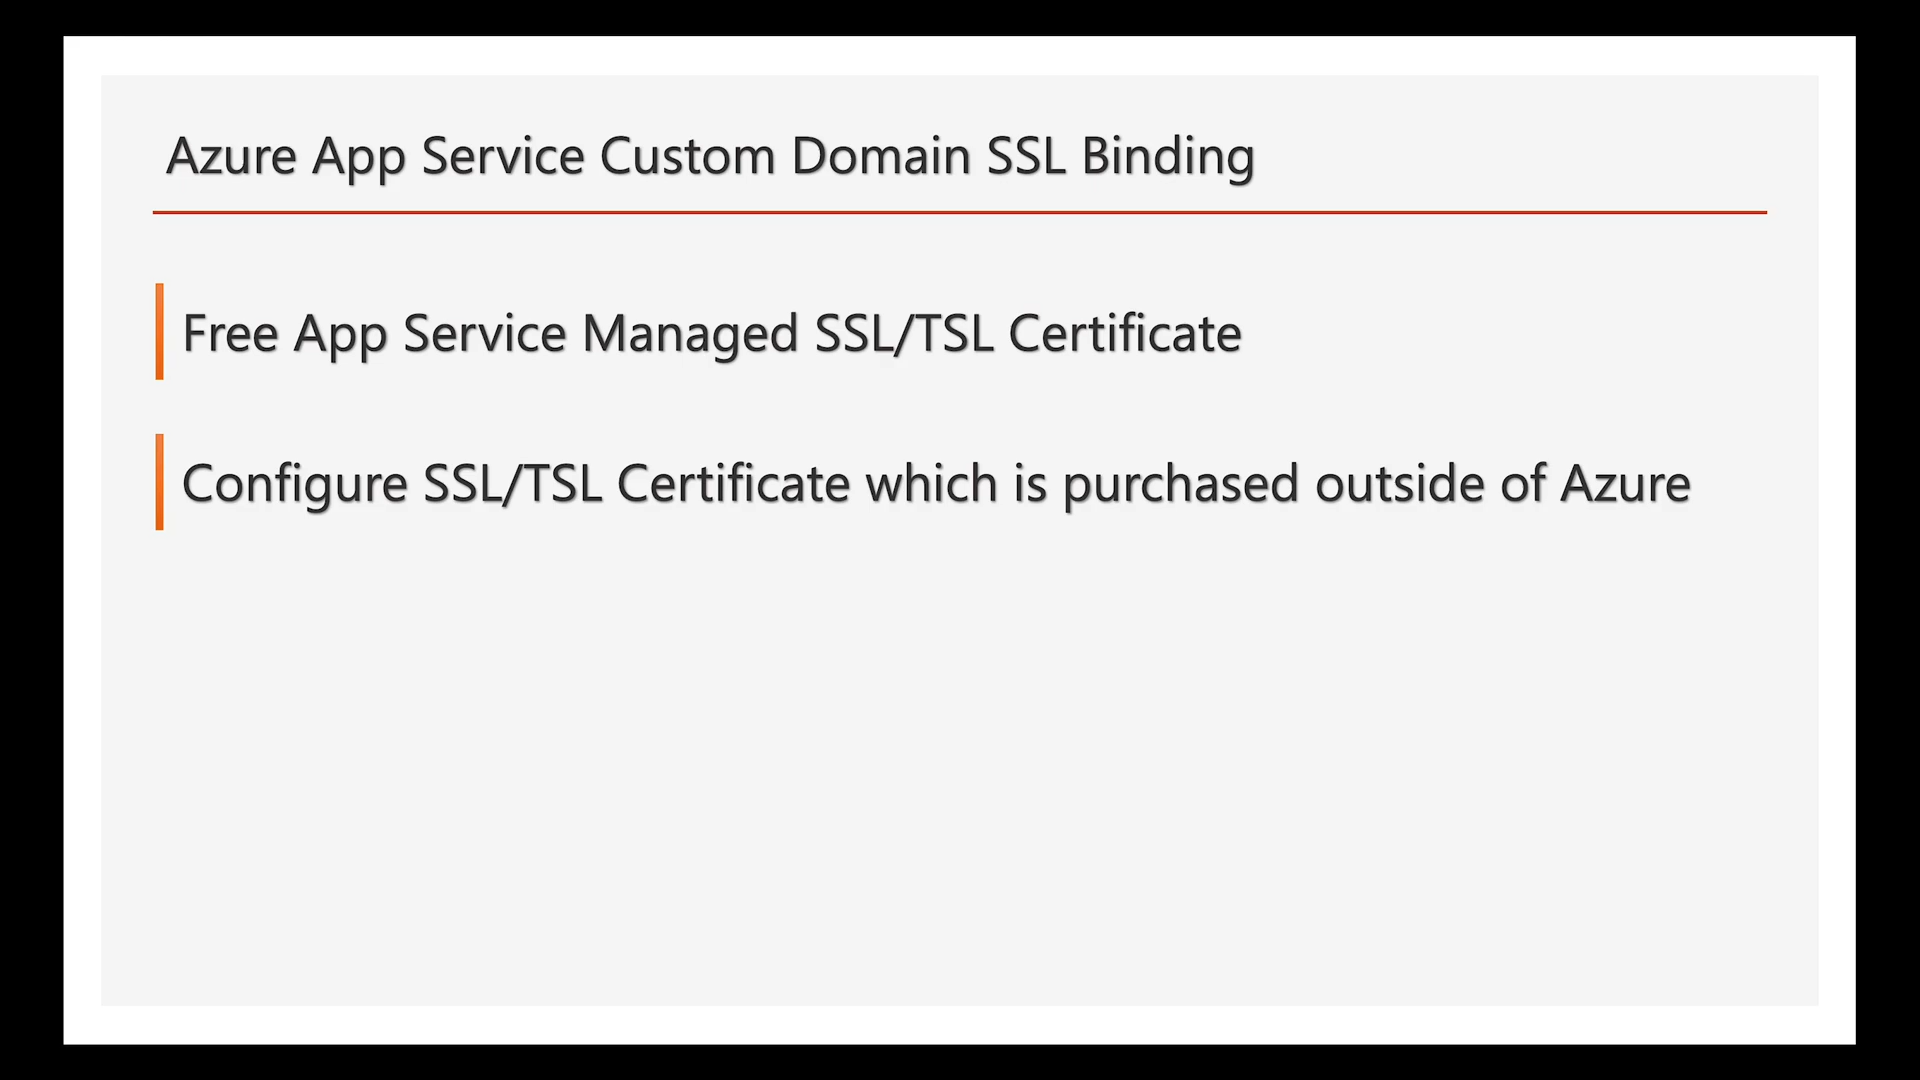 Azure App Service Custom Domain SSL Binding
Free App Service Managed SSL/TSL Certificate
Configure SSL/TSL Certificate which is purchased outside of Azure